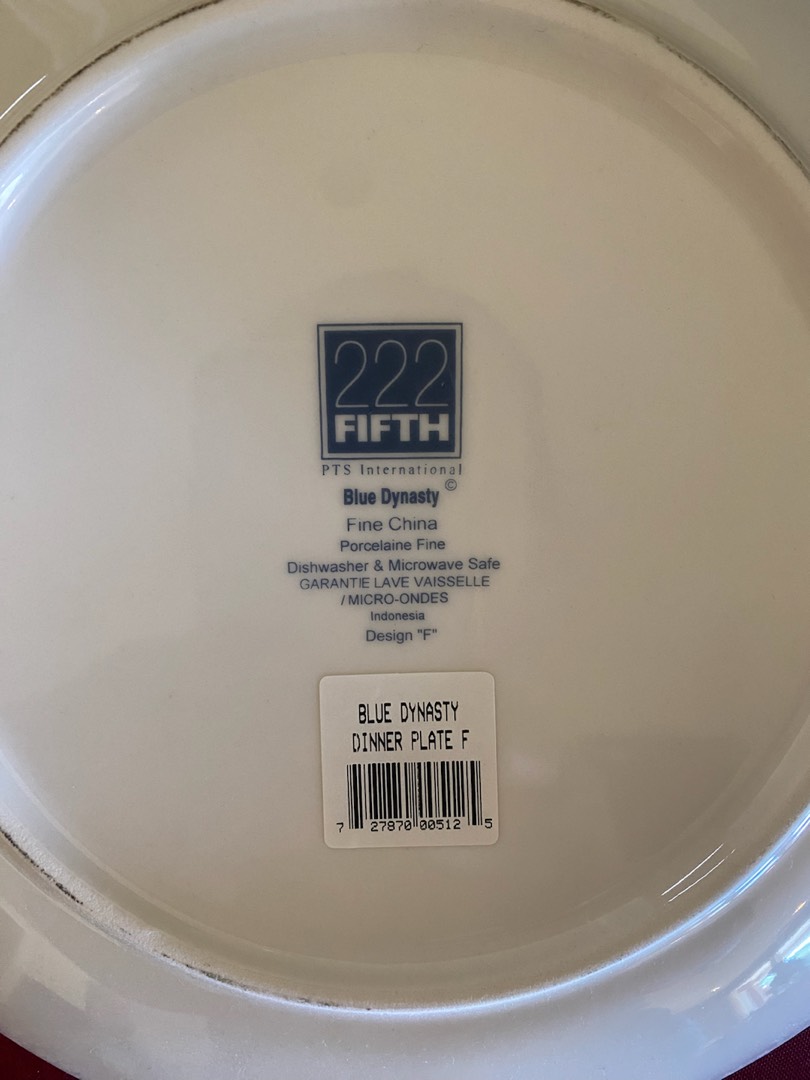 222
FIFTH
PTS International
Blue Dynasty ©
Fine China
Porcelaine Fine
Dishwasher & Microwave Safe
GARANTIE LAVE VAISSELLE
/ MICRO-ONDES
Indonesia
Design "F"
BLUE DYNASTY
DINNER PLATE F
7 27870 00512 5